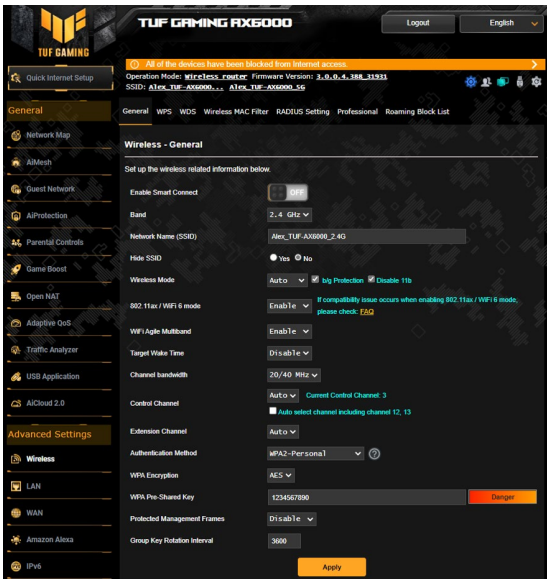 TUF GAMING
TUF GAMING AX6000
Logout
English
All of the devices have been blocked from Internet access.
Quick Internet Setup
Operation Mode: Wireless router Firmware Version: 3.0.0.4.388_31931
SSID: Alex_TUF-AX6000... Alex_TUF-AX6000_5G
General
General WPS WDS Wireless MAC Filter RADIUS Setting Professional Roaming Block List
Network Map
Wireless - General
AiMesh
Set up the wireless related information below.
Guest Network
Enable Smart Connect OFF
AiProtection
Band 2.4 GHz
Parental Controls
Network Name (SSID) Alex_TUF-AX6000_2.4G
Hide SSID Yes No
Game Boost
Wireless Mode Auto b/g Protection Disable 11b
Open NAT
802.11ax / WiFi 6 mode Enable If compatibility issue occurs when enabling 802.11ax / WiFi 6 mode,
please check: FAQ
Adaptive QoS
WiFi Agile Multiband Enable
Traffic Analyzer
Target Wake Time Disable
USB Application
Channel bandwidth 20/40 MHz
AiCloud 2.0
Control Channel Auto Current Control Channel: 3
Auto select channel including channel 12, 13
Advanced Settings
Extension Channel Auto
Wireless
Authentication Method WPA2-Personal ?
WPA Encryption AES
LAN
WPA Pre-Shared Key 1234567890 Danger
WAN
Protected Management Frames Disable
Amazon Alexa
Group Key Rotation Interval 3600
IPv6
Apply